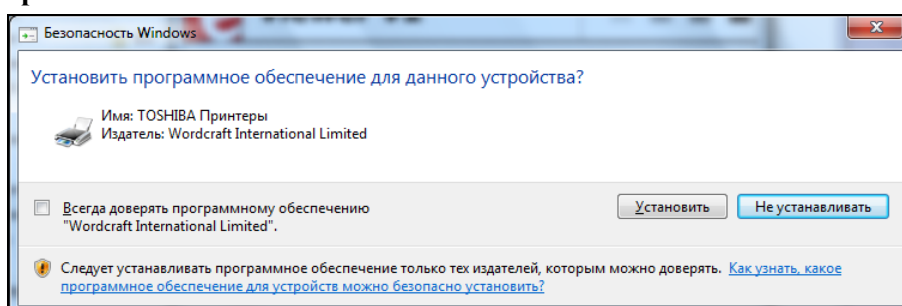 Безопасность Windows
Установить программное обеспечение для данного устройства?
Имя: TOSHIBA Принтеры
Издатель: Wordcraft International Limited
Всегда доверять программному обеспечению
"Wordcraft International Limited".
Установить
Не устанавливать
Следует устанавливать программное обеспечение только тех издателей, которым можно доверять. Как узнать, какое
программное обеспечение для устройств можно безопасно установить?